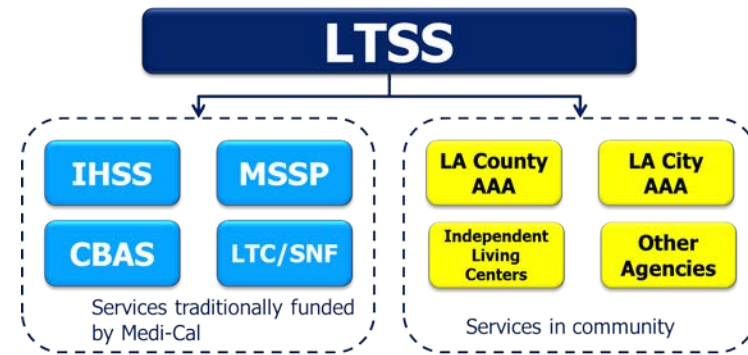 LTSS
IHSS
MSSP
CBAS
LTC/SNF
Services traditionally funded
by Medi-Cal
LA County
AAA
LA City
AAA
Independent
Living
Centers
Other
Agencies
Services in community